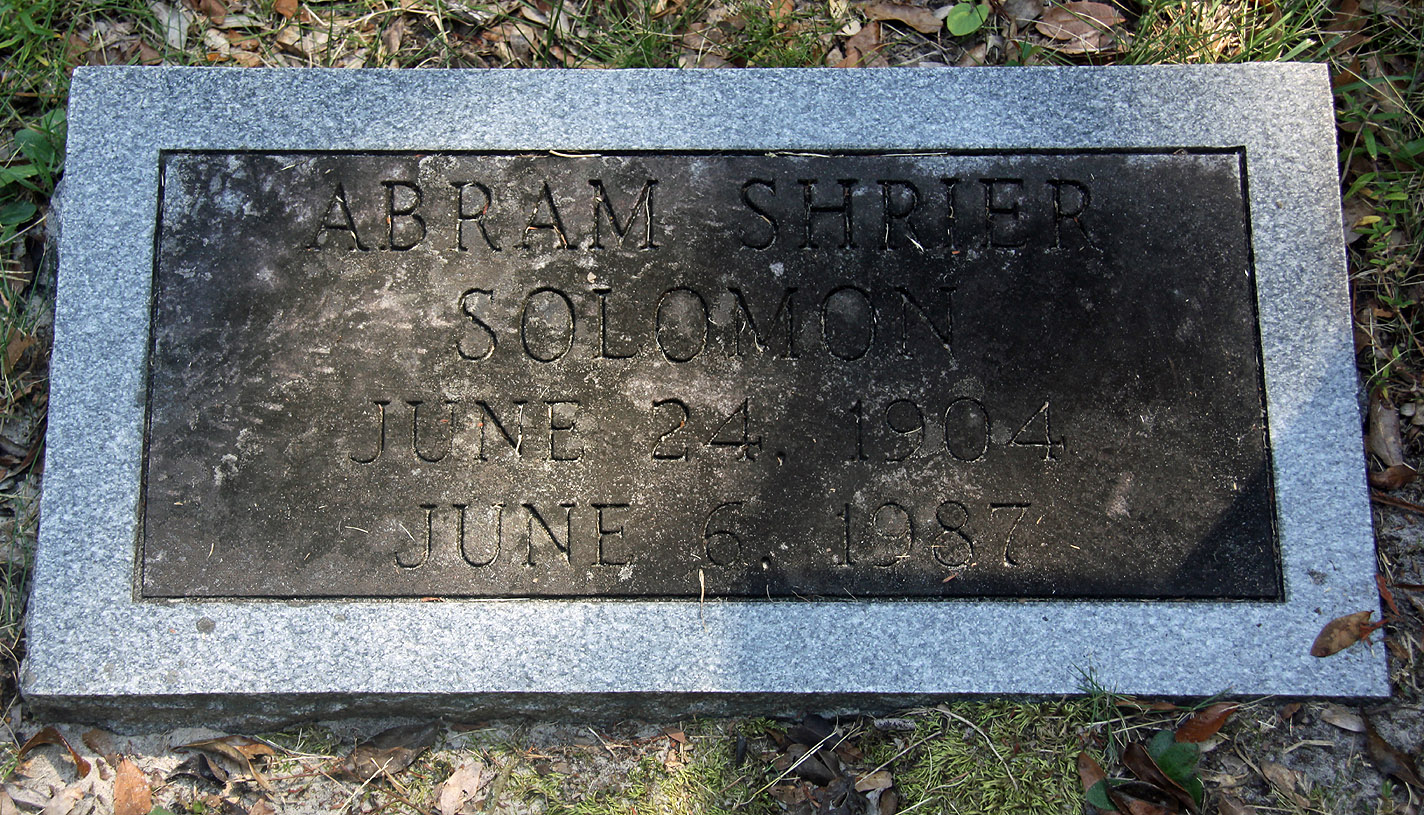 ABRAM SHRIER
SOLOMON
JUNE 24, 1904
JUNE 6, 1987